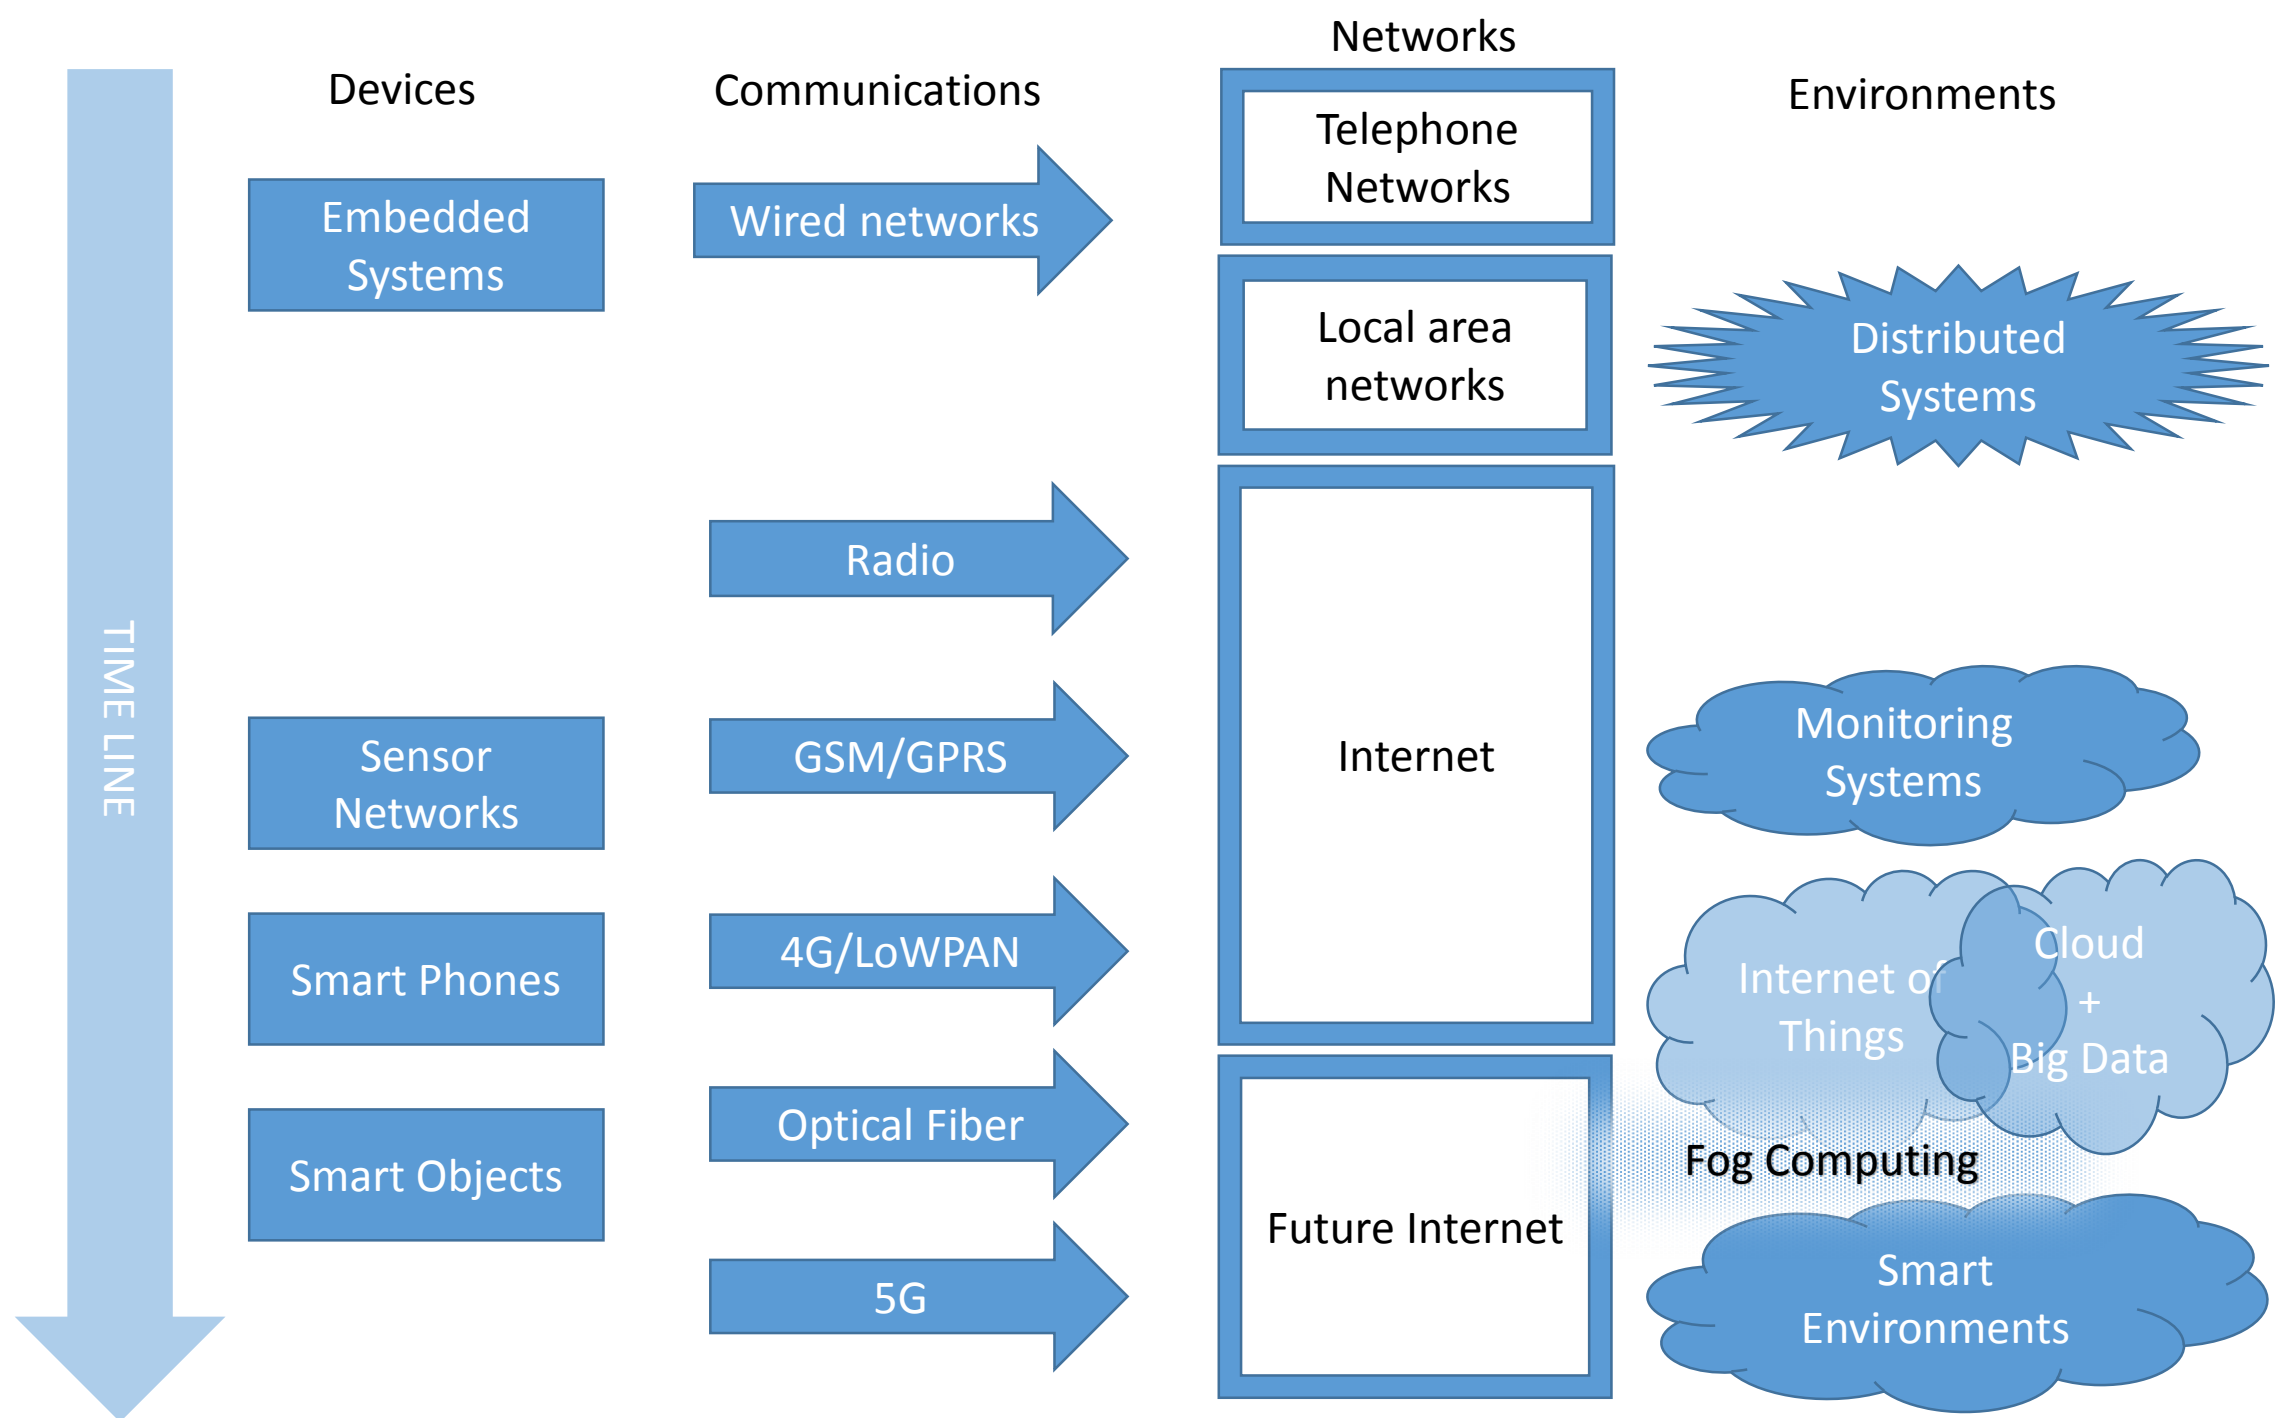 Networks
Devices
Communications
Environments
Telephone
Networks
Embedded
Systems
Wired networks
Local area
networks
Distributed
Systems
Radio
TIME LINE
Sensor
Networks
GSM/GPRS
Internet
Monitoring
Systems
Smart Phones
4G/LoWPAN
Internet of
Things
Cloud
+
Big Data
Optical Fiber
Smart Objects
Fog Computing
Future Internet
5G
Smart
Environments